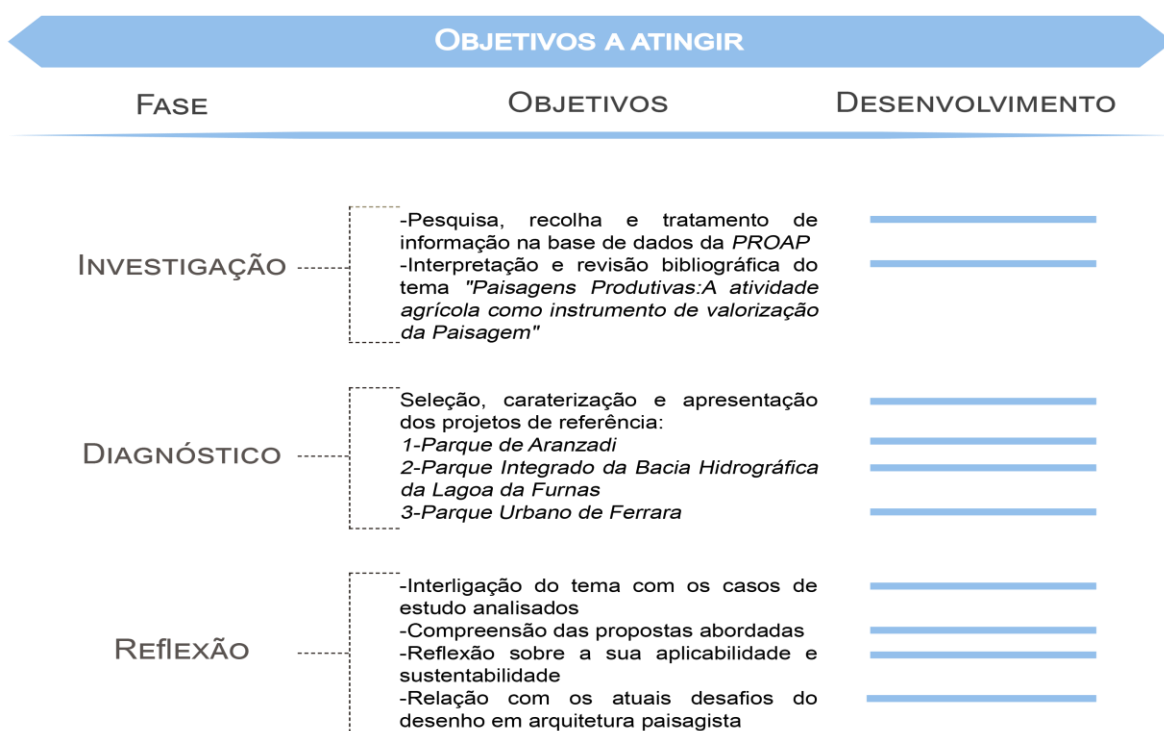 OBJETIVOS A ATINGIR
FASE OBJETIVOS DESENVOLVIMENTO
INVESTIGAÇÃO
-Pesquisa, recolha e tratamento de
informação na base de dados da PROAP
-Interpretação e revisão bibliográfica do
tema "Paisagens Produtivas:A atividade
agrícola como instrumento de valorização
da Paisagem"
DIAGNÓSTICO
Seleção, caraterização e apresentação
dos projetos de referência:
1-Parque de Aranzadi
2-Parque Integrado da Bacia Hidrográfica
da Lagoa da Furnas
3-Parque Urbano de Ferrara
REflEXÃO
-Interligação do tema com os casos de
estudo analisados
-Compreensão das propostas abordadas
-Reflexão sobre a sua aplicabilidade e
sustentabilidade
-Relação com os atuais desafios do
desenho em arquitetura paisagista